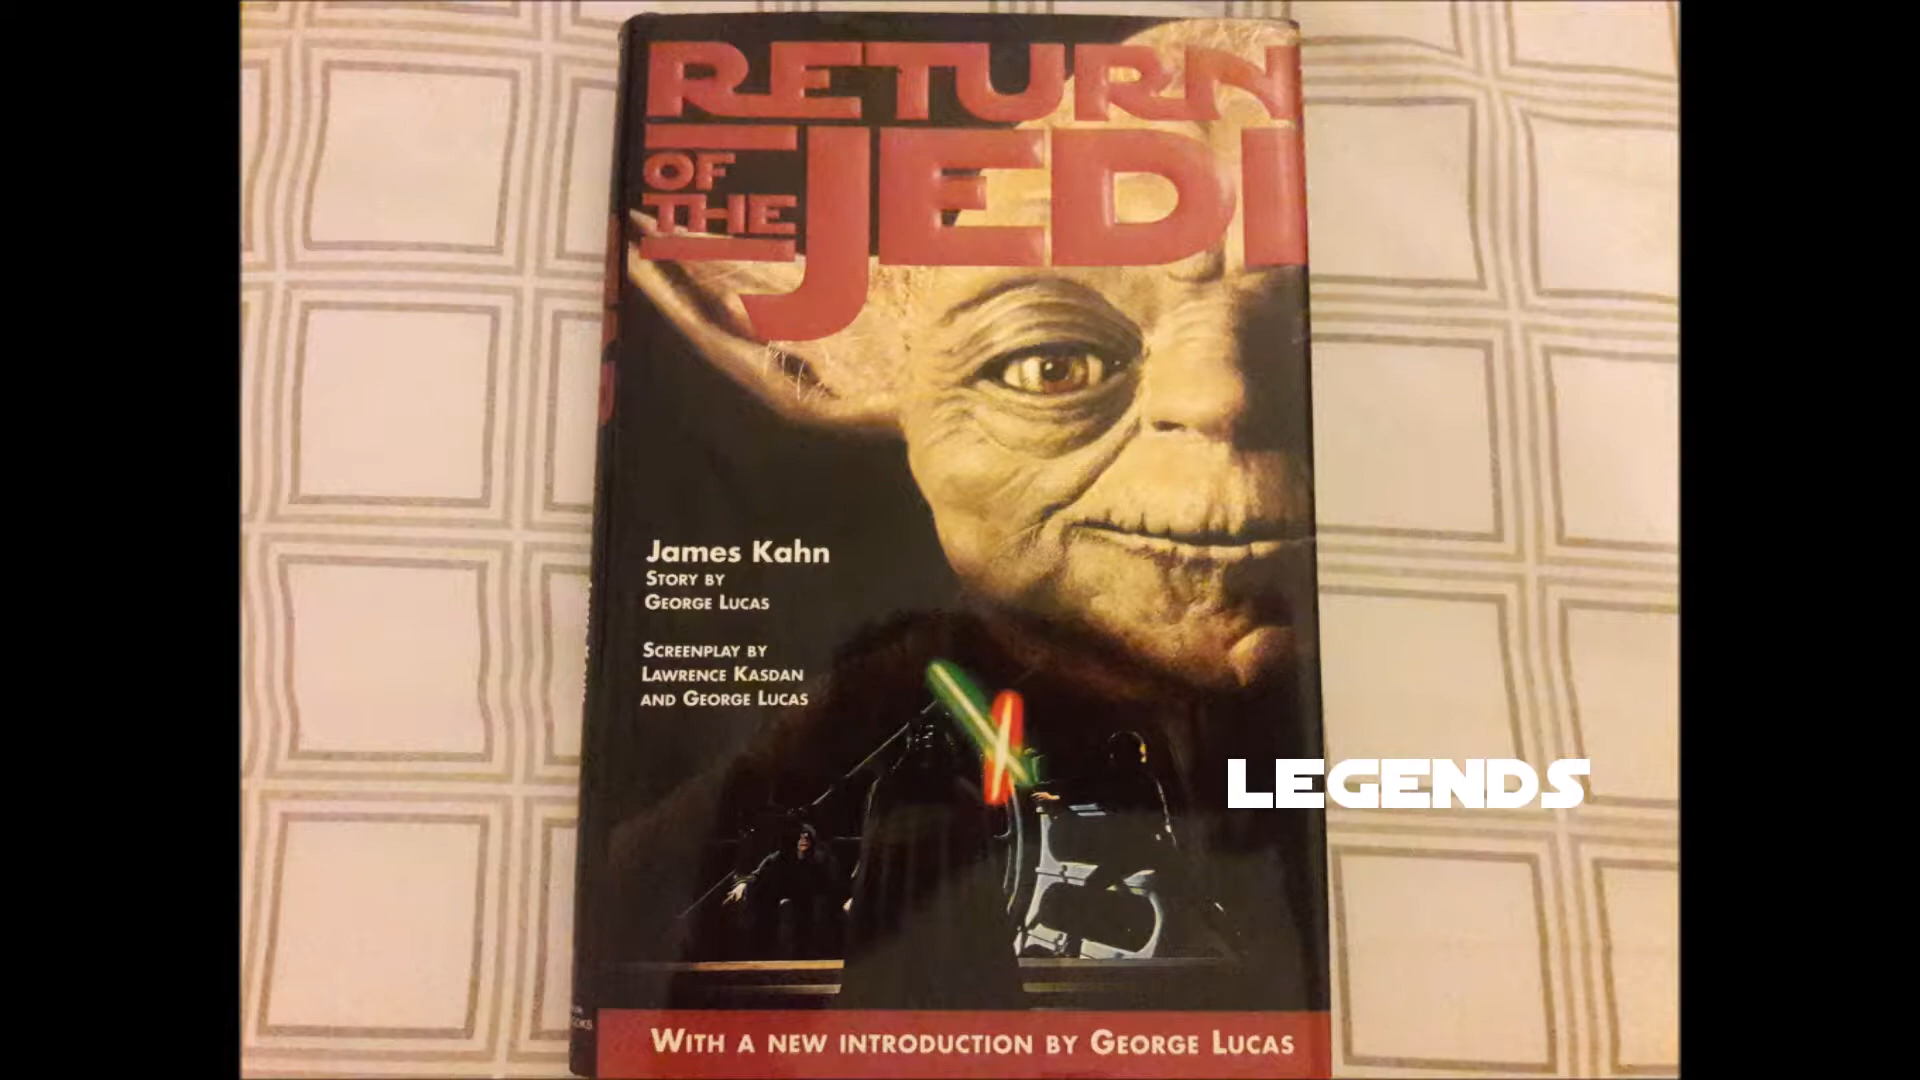 RETURN
OF
THE
JEDI
James Kahn
STORY BY
GEORGE LUCAS
SCREENPLAY BY
LAWRENCE KASDAN
AND GEORGE LUCAS
LEGENDS
WITH A NEW INTRODUCTION BY GEORGE LUCAS